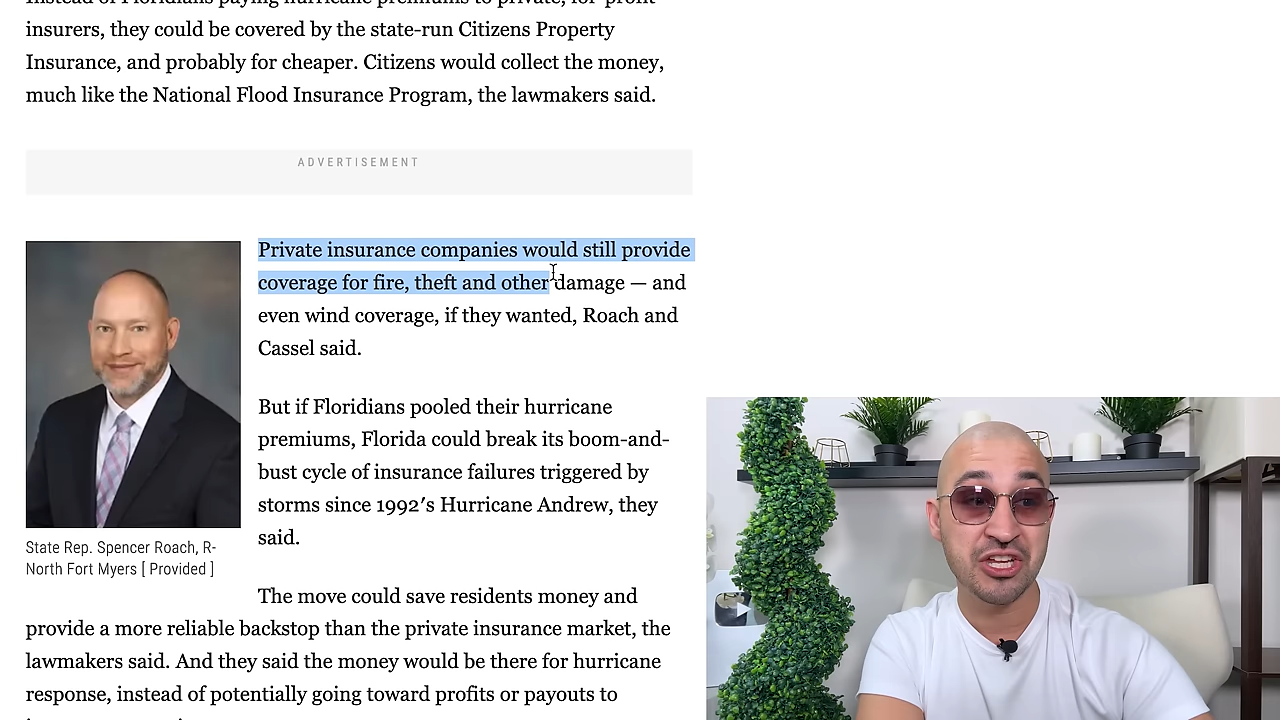 insurers, they could be covered by the state-run Citizens Property
Insurance, and probably for cheaper. Citizens would collect the money,
much like the National Flood Insurance Program, the lawmakers said.
ADVERTISEMENT
Private insurance companies would still provide
coverage for fire, theft and other damage — and
even wind coverage, if they wanted, Roach and
Cassel said.
But if Floridians pooled their hurricane
premiums, Florida could break its boom-and-
bust cycle of insurance failures triggered by
storms since 1992′s Hurricane Andrew, they
said.
State Rep. Spencer Roach, R-
North Fort Myers [ Provided ]
The move could save residents money and
provide a more reliable backstop than the private insurance market, the
lawmakers said. And they said the money would be there for hurricane
response, instead of potentially going toward profits or payouts to